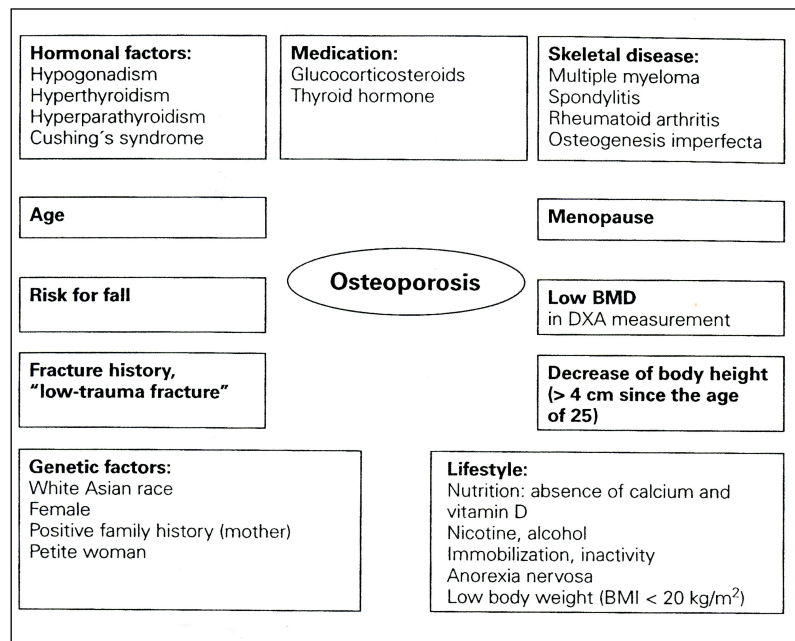 Hormonal factors:
Hypogonadism
Hyperthyroidism
Hyperparathyroidism
Cushing´s syndrome
Medication:
Glucocorticosteroids
Thyroid hormone
Skeletal disease:
Multiple myeloma
Spondylitis
Rheumatoid arthritis
Osteogenesis imperfecta
Age
Menopause
Osteoporosis
Risk for fall
Low BMD
in DXA measurement
Fracture history,
“low-trauma fracture”
Decrease of body height
(> 4 cm since the age
of 25)
Genetic factors:
White Asian race
Female
Positive family history (mother)
Petite woman
Lifestyle:
Nutrition: absence of calcium and
vitamin D
Nicotine, alcohol
Immobilization, inactivity
Anorexia nervosa
Low body weight (BMI < 20 kg/m²)